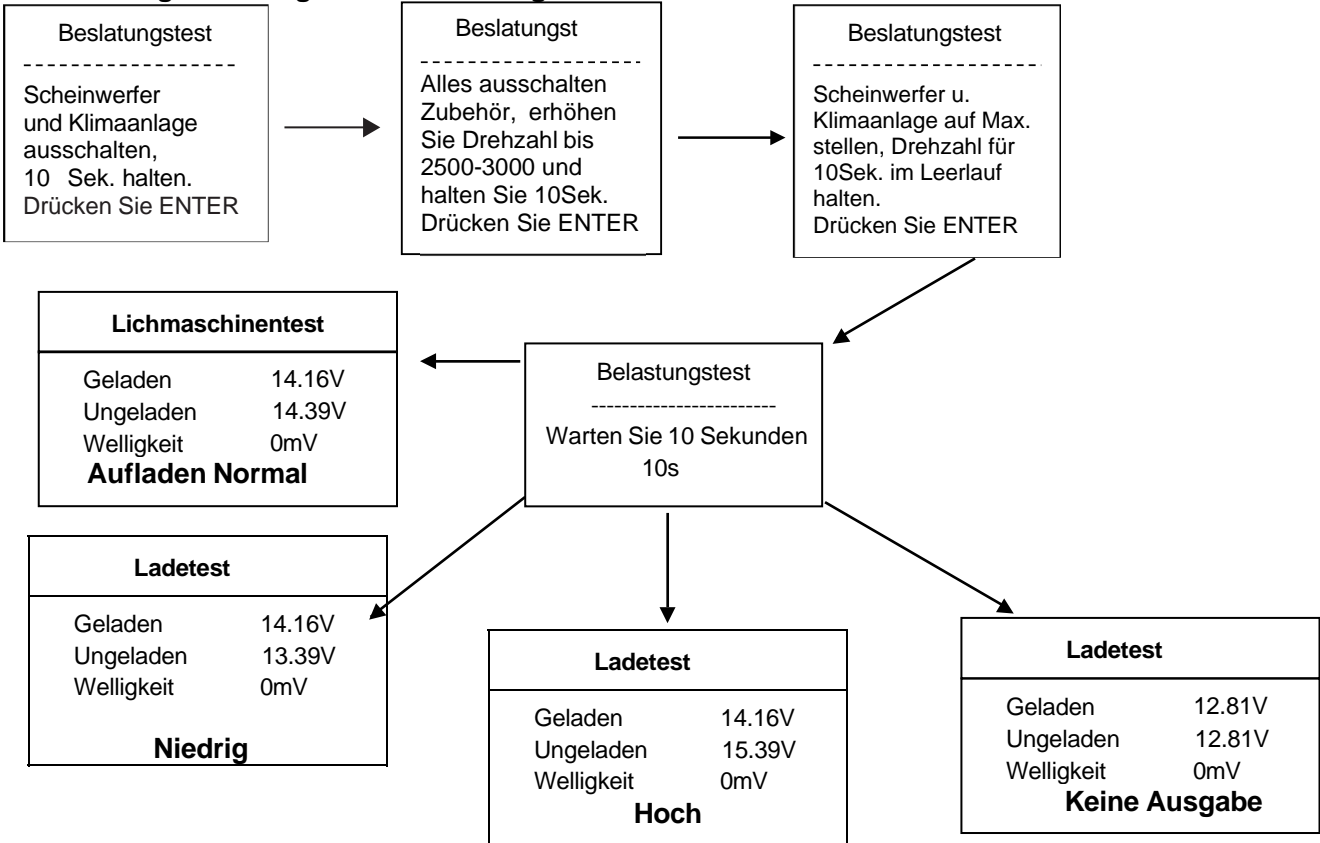 Beslatungstest
-----------------
Scheinwerfer
und Klimaanlage
ausschalten,
10 Sek. halten.
Drücken Sie ENTER
Beslatungst
-----------------
Alles ausschalten
Zubehör, erhöhen
Sie Drehzahl bis
2500-3000 und
halten Sie 10Sek.
Drücken Sie ENTER
Beslatungstest
-----------------
Scheinwerfer u.
Klimaanlage auf Max.
stellen, Drehzahl für
10Sek. im Leerlauf
halten.
Drücken Sie ENTER
Lichmaschinentest
Geladen 14.16V
Ungeladen 14.39V
Welligkeit 0mV
Aufladen Normal
Belastungstest
------------------------
Warten Sie 10 Sekunden
10s
Ladetest
Geladen 14.16V
Ungeladen 13.39V
Welligkeit 0mV
Niedrig
Ladetest
Geladen 14.16V
Ungeladen 15.39V
Welligkeit 0mV
Hoch
Ladetest
Geladen 12.81V
Ungeladen 12.81V
Welligkeit 0mV
Keine Ausgabe